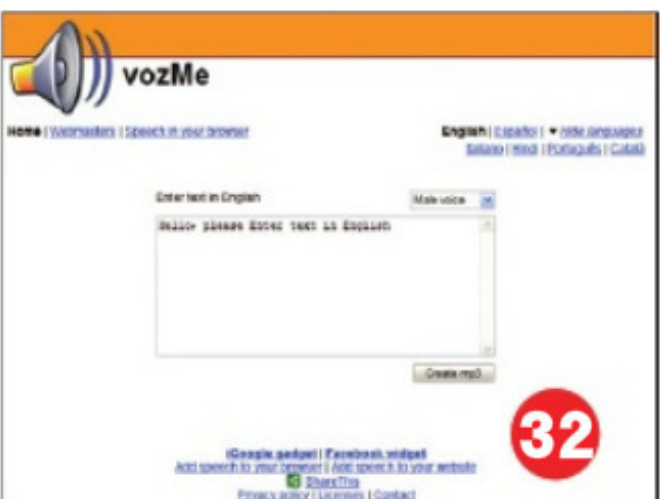 vozMe
Home | Webmasters | Speech in your browser
English | Español | ▼ Hide languages
Italiano | Hindi | Português | Català
Enter text in English
Male voice
Hello please Enter text in English
Create mp3
32
iGoogle gadget | Facebook widget
Add speech to your browser | Add speech to your website
ShareThis
Privacy policy | Licenses | Contact